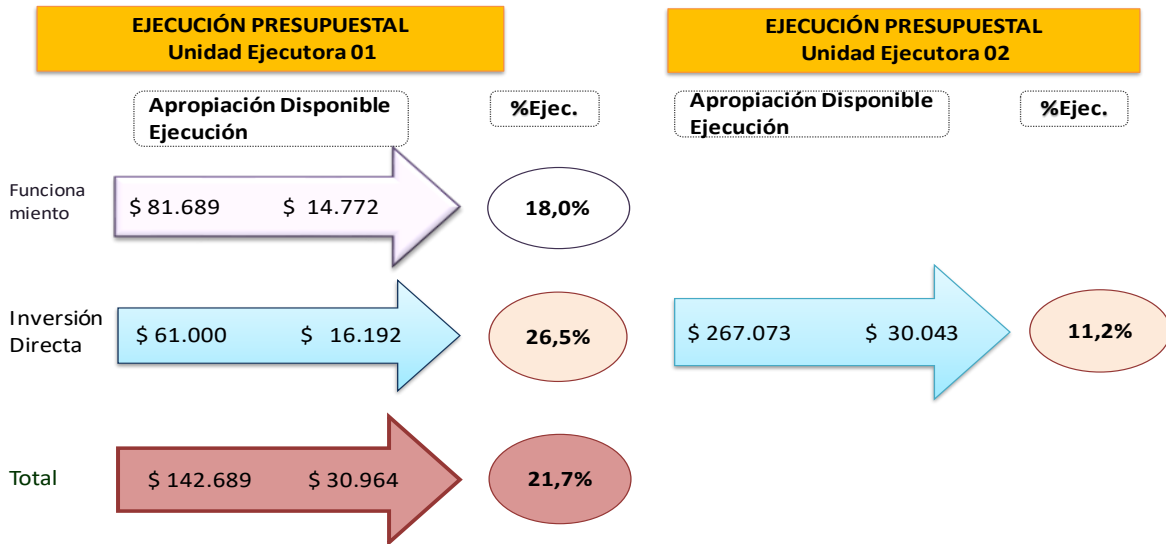 EJECUCIÓN PRESUPUESTAL
Unidad Ejecutora 01
Apropiación Disponible
Ejecución
%Ejec.
Funciona
miento
$ 81.689 $ 14.772
18,0%
Inversión
Directa
$ 61.000 $ 16.192
26,5%
Total
$ 142.689 $ 30.964
21,7%
EJECUCIÓN PRESUPUESTAL
Unidad Ejecutora 02
Apropiación Disponible
Ejecución
%Ejec.
$ 267.073 $ 30.043
11,2%